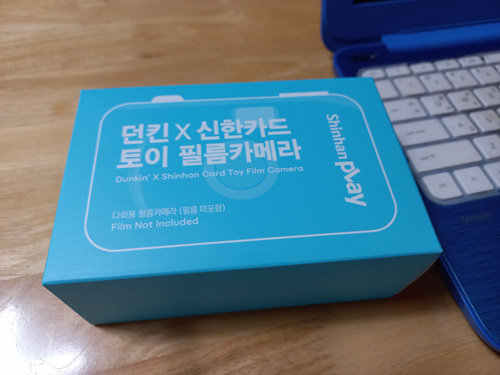 던킨 X 신한카드
토이 필름카메라
Dunkin' X Shinhan Card Toy Film Camera
다회용 필름카메라 (필름 미포함)
Film Not Included
Shinhan pLay